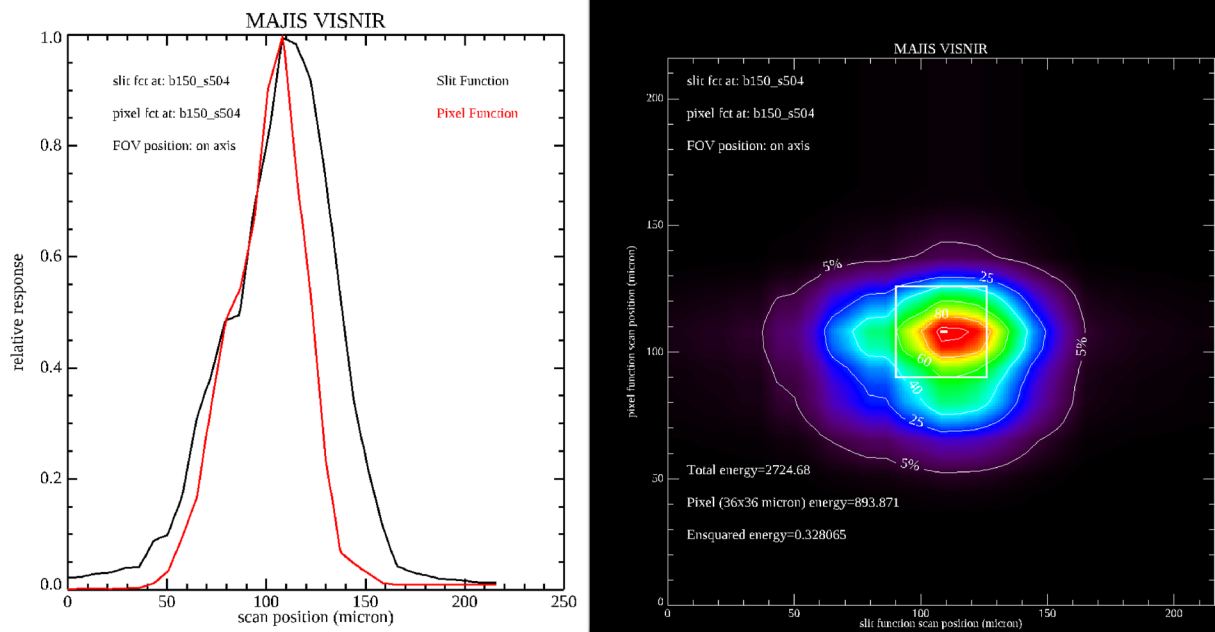 MAJIS VISNIR
1.0
slit fct at: b150_s504
Slit Function
pixel fct at: b150_s504
Pixel Function
FOV position: on axis
0.8
0.6
relative response
0.4
0.2
0.0
0 50 100 150 200 250
scan position (micron)
MAJIS VISNIR
slit fct at: b150_s504
pixel fct at: b150_s504
FOV position: on axis
200
150
100
50
0
pixel function scan position (micron)
5%
25
80
60
40
25
5%
5%
Total energy=2724.68
Pixel (36x36 micron) energy=893.871
Ensquared energy=0.328065
50 100 150 200
slit function scan position (micron)